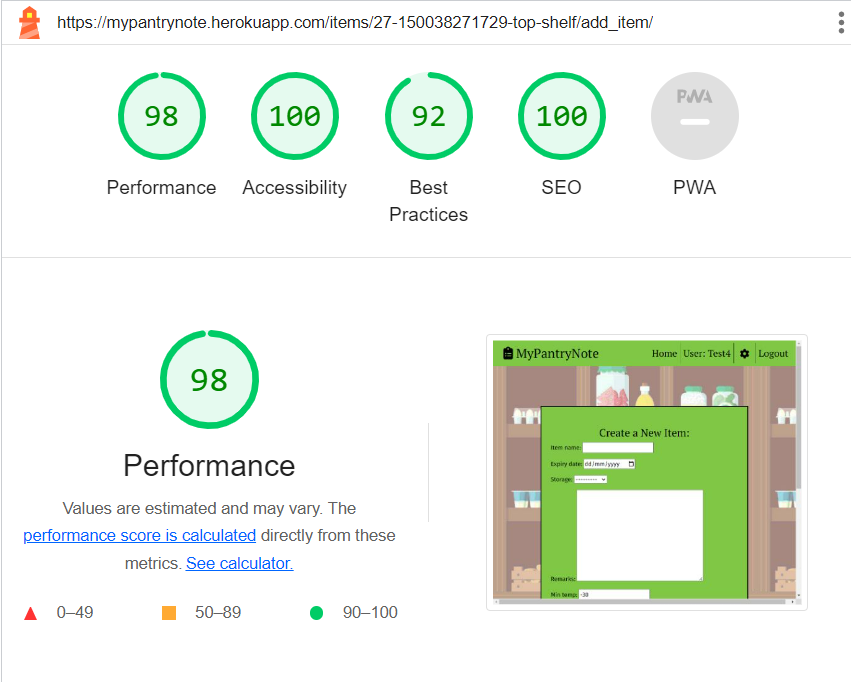 https://mypantrynote.herokuapp.com/items/27-150038271729-top-shelf/add_item/
98
100
92
100
PWA
Performance
Accessibility
Best
Practices
SEO
PWA
98
Performance
Values are estimated and may vary. The
performance score is calculated directly from these
metrics. See calculator.
0–49
50–89
90–100
MyPantryNote
Home
User: Test4
Logout
Create a New Item:
Item name:
Expiry date: dd/mm/yyyy
Storage: ---------
Remarks:
Min temp: -30